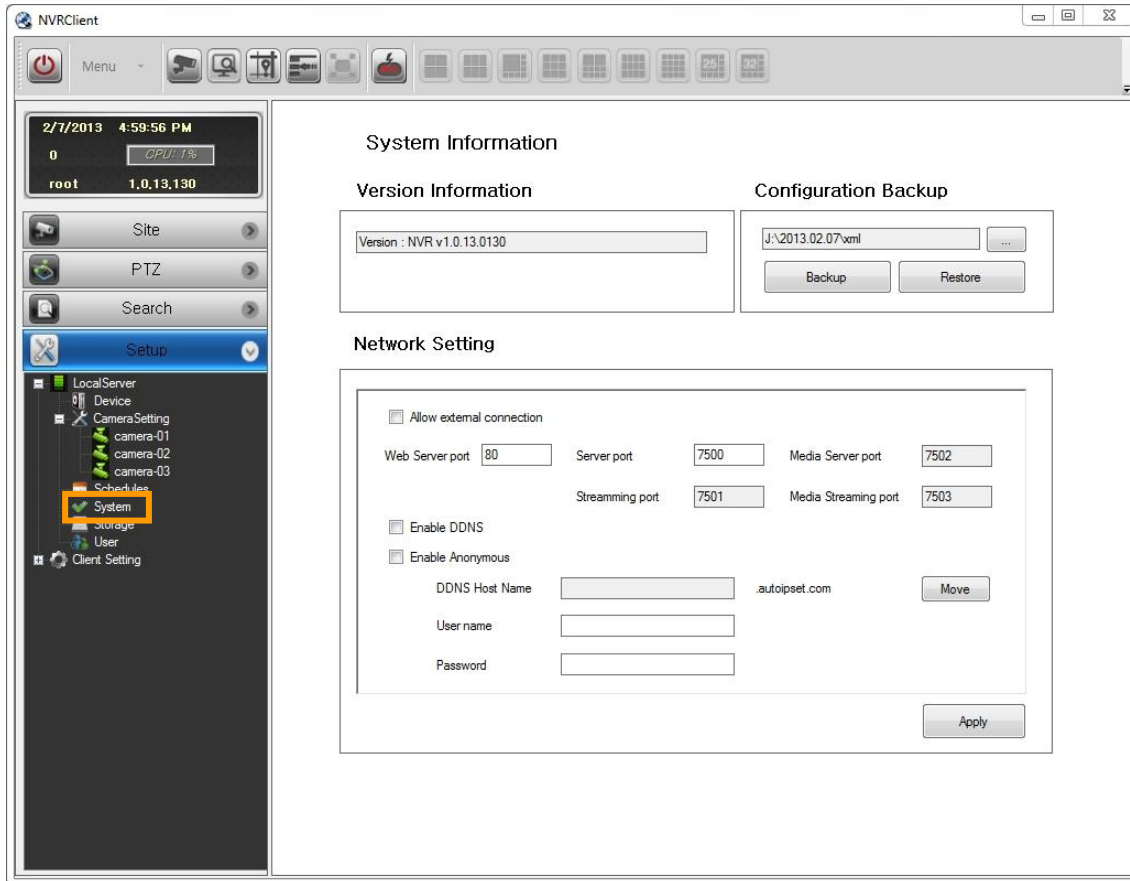 NVRClient
Menu
25 32
2/7/2013 4:59:56 PM
0 CPU: 1%
root 1.0.13.130
Site
PTZ
Search
Setup
LocalServer
Device
CameraSetting
camera-01
camera-02
camera-03
Schedules
System
Storage
User
Client Setting
System Information
Version Information
Version : NVR v1.0.13.0130
Configuration Backup
J:\2013.02.07\xml ...
Backup Restore
Network Setting
Allow external connection
Web Server port 80 Server port 7500 Media Server port 7502
Streamming port 7501 Media Streaming port 7503
Enable DDNS
Enable Anonymous
DDNS Host Name .autoipset.com Move
User name
Password
Apply